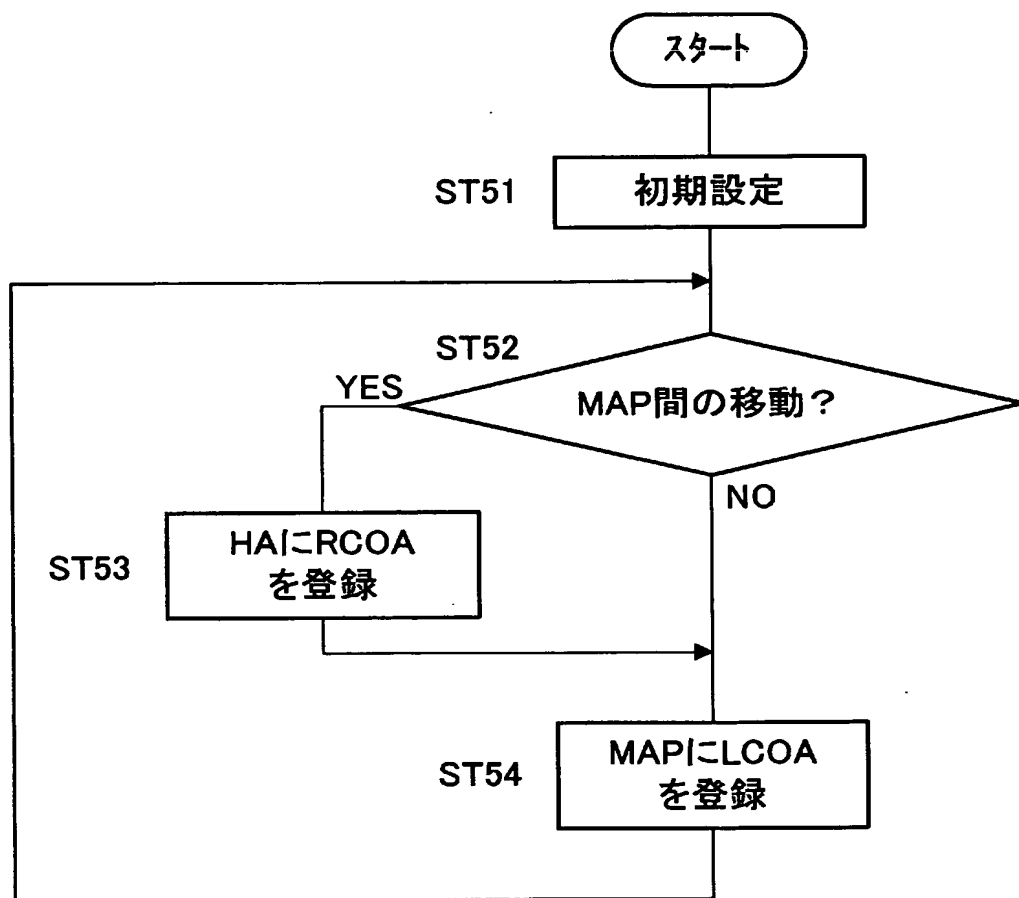 スタート
ST51
初期設定
ST52
YES
MAP間の移動?
NO
ST53
HAにRCOA
を登録
ST54
MAPにLCOA
を登録